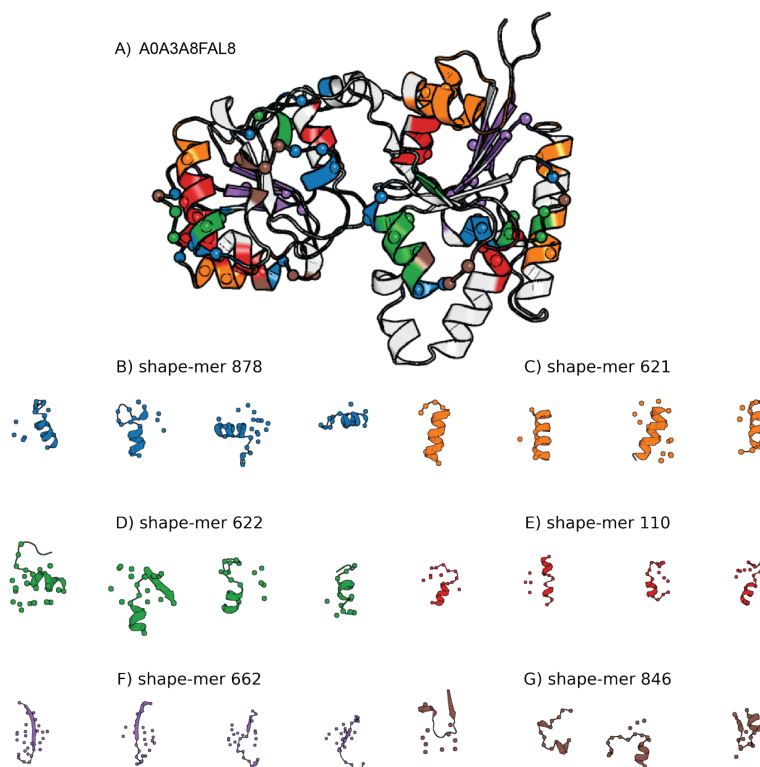 A) A0A3A8FAL8
B) shape-mer 878
C) shape-mer 621
D) shape-mer 622
E) shape-mer 110
F) shape-mer 662
G) shape-mer 846